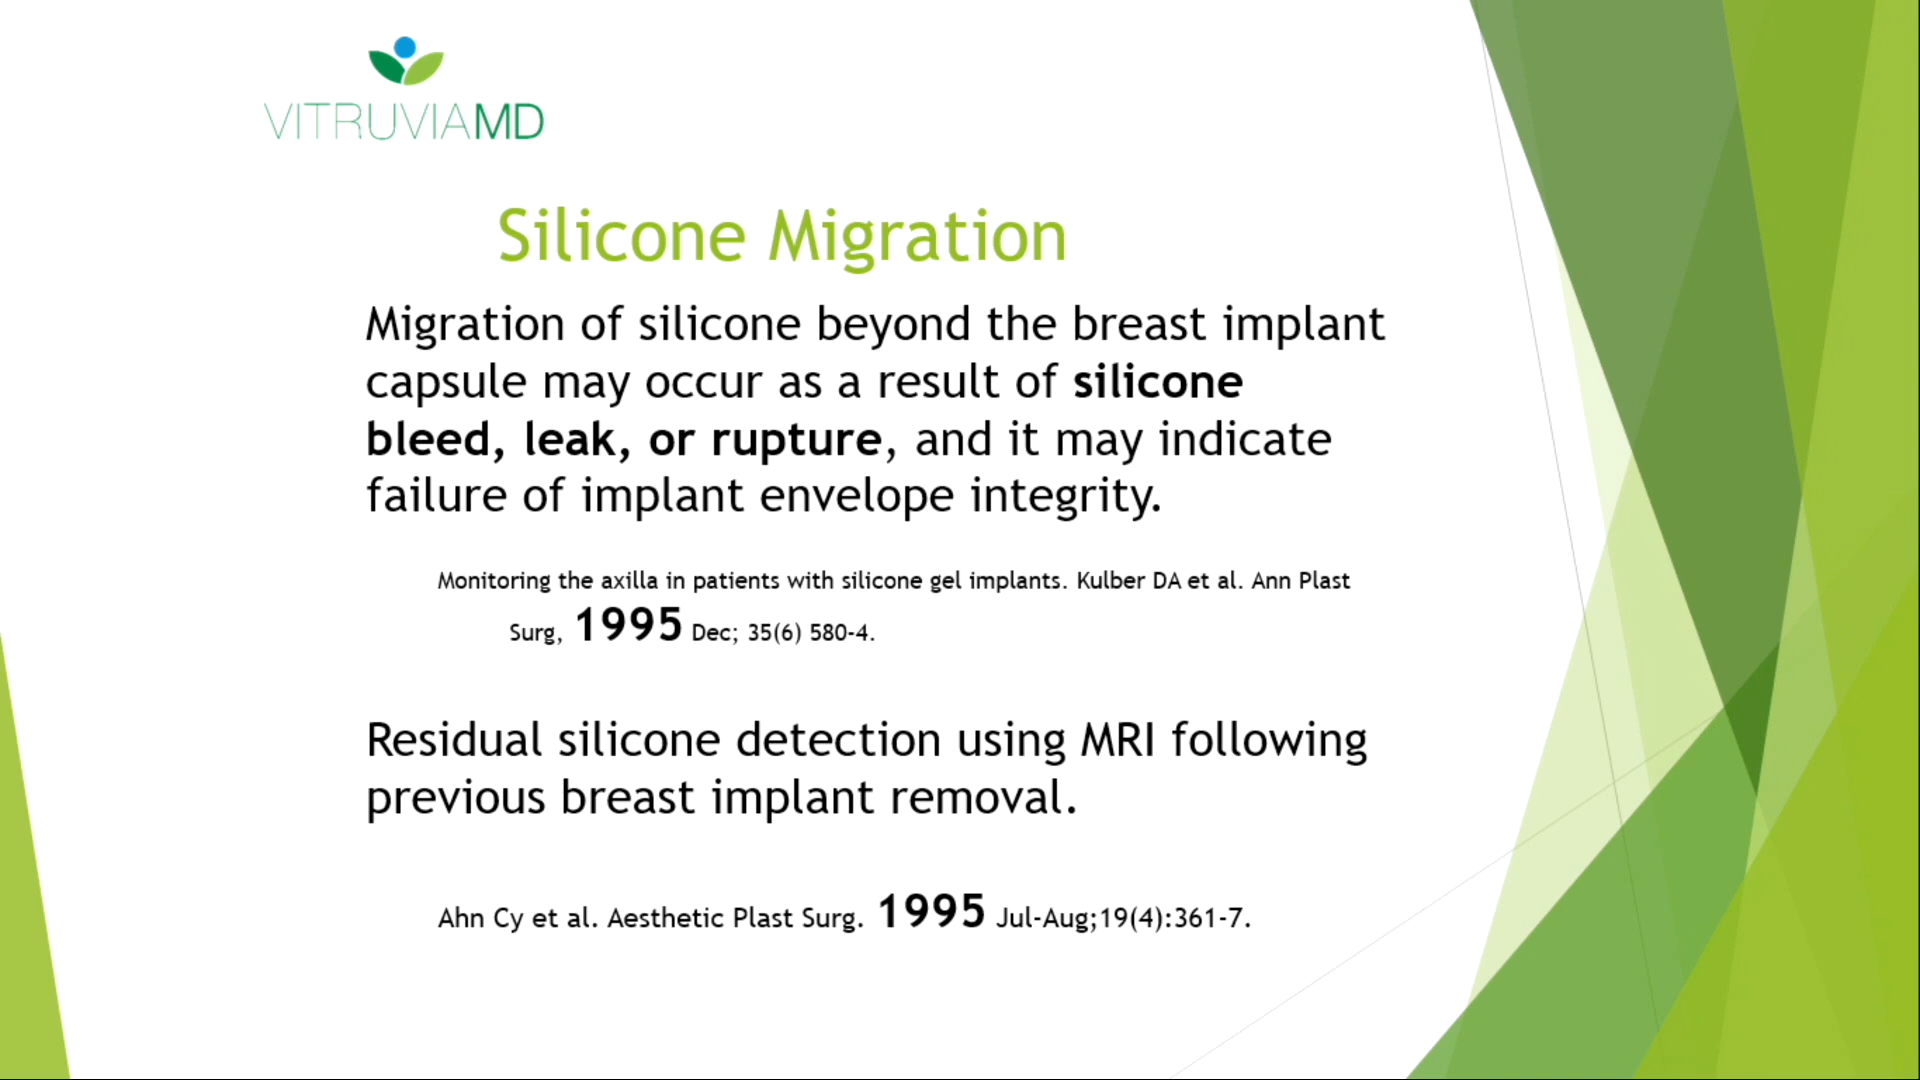 VITRUVIAMD
Silicone Migration
Migration of silicone beyond the breast implant
capsule may occur as a result of silicone
bleed, leak, or rupture, and it may indicate
failure of implant envelope integrity.
Monitoring the axilla in patients with silicone gel implants. Kulber DA et al. Ann Plast
Surg, 1995 Dec; 35(6) 580-4.
Residual silicone detection using MRI following
previous breast implant removal.
Ahn Cy et al. Aesthetic Plast Surg. 1995 Jul-Aug;19(4):361-7.